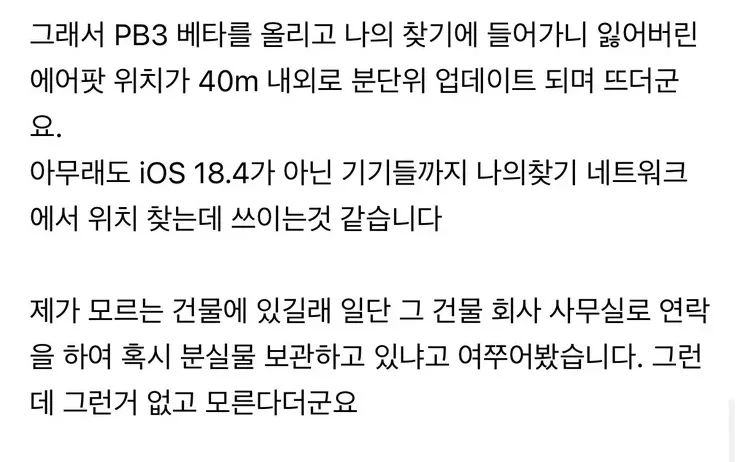 그래서 PB3 베타를 올리고 나의 찾기에 들어가니 잃어버린
에어팟 위치가 40m 내외로 분단위 업데이트 되며 뜨더군
요.
아무래도 iOS 18.4가 아닌 기기들까지 나의찾기 네트워크
에서 위치 찾는데 쓰이는것 같습니다
제가 모르는 건물에 있길래 일단 그 건물 회사 사무실로 연락
을 하여 혹시 분실물 보관하고 있냐고 여쭈어봤습니다. 그런
데 그런거 없고 모른다더군요